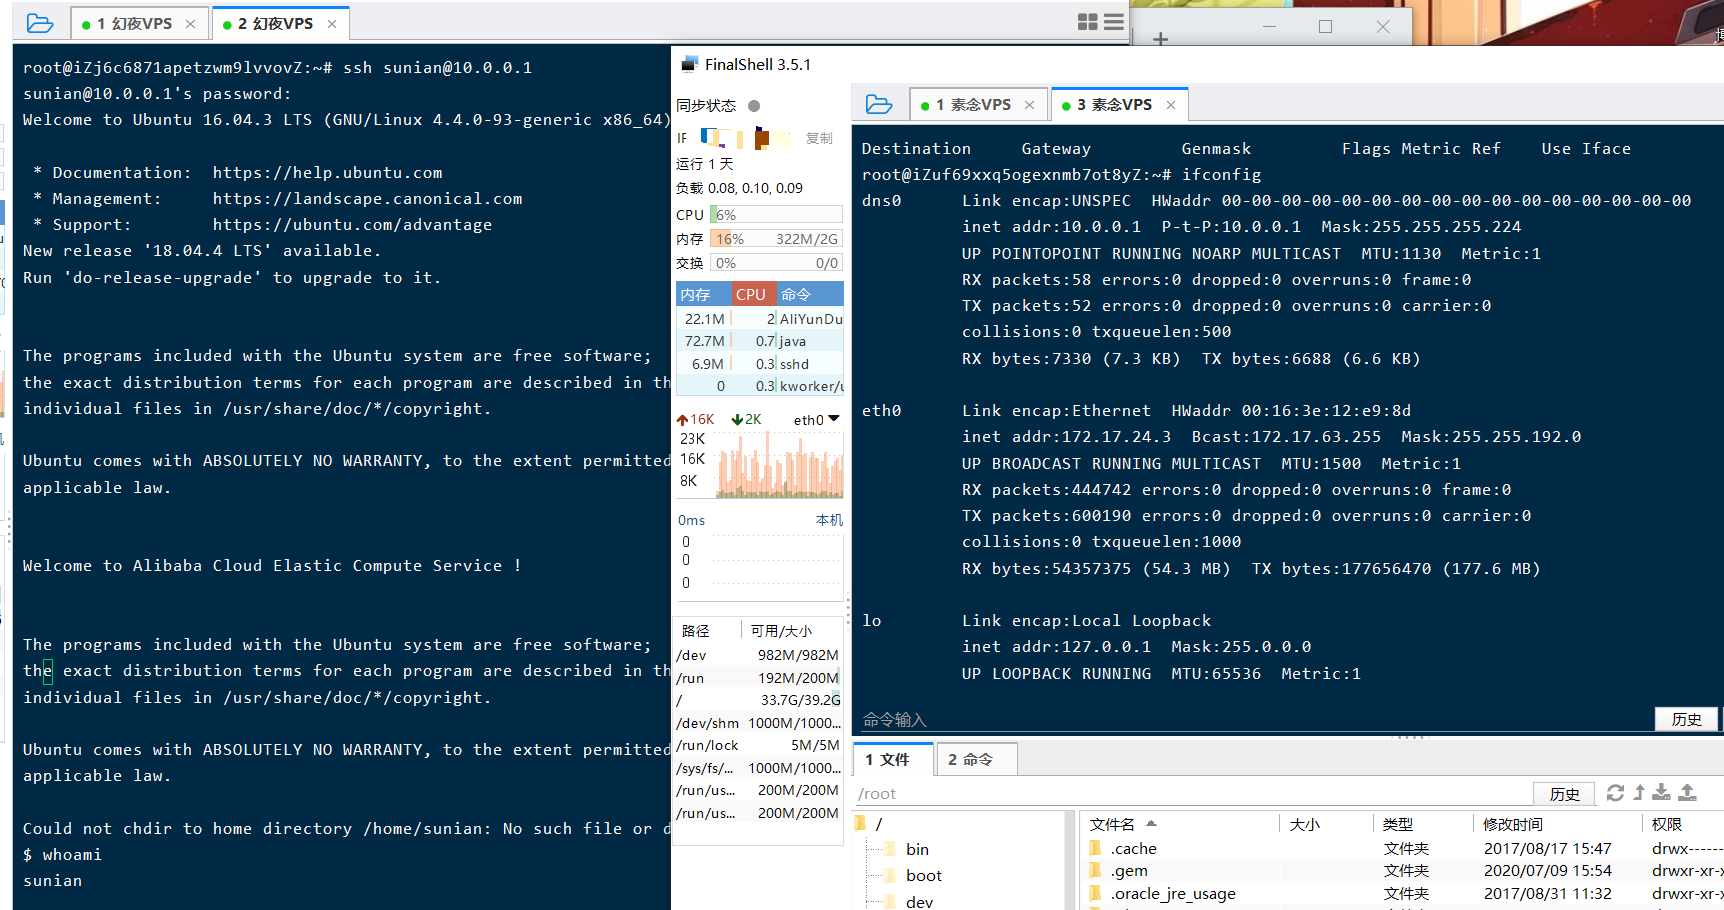 1 幻夜VPS
2 幻夜VPS
root@iZj6c6871apetzwm9lvvovZ:~# ssh sunian@10.0.0.1
sunian@10.0.0.1's password:
Welcome to Ubuntu 16.04.3 LTS (GNU/Linux 4.4.0-93-generic x86_64)
* Documentation:  https://help.ubuntu.com
* Management:     https://landscape.canonical.com
* Support:        https://ubuntu.com/advantage
New release '18.04.4 LTS' available.
Run 'do-release-upgrade' to upgrade to it.
The programs included with the Ubuntu system are free software;
the exact distribution terms for each program are described in th
individual files in /usr/share/doc/*/copyright.
Ubuntu comes with ABSOLUTELY NO WARRANTY, to the extent permitted
applicable law.
Welcome to Alibaba Cloud Elastic Compute Service !
The programs included with the Ubuntu system are free software;
the exact distribution terms for each program are described in th
individual files in /usr/share/doc/*/copyright.
Ubuntu comes with ABSOLUTELY NO WARRANTY, to the extent permitted
applicable law.
Could not chdir to home directory /home/sunian: No such file or d
$ whoami
sunian
FinalShell 3.5.1
同步状态
IP 复制
运行 1 天
负载 0.08, 0.10, 0.09
CPU 6%
内存 16% 322M/2G
交换 0% 0/0
内存 CPU 命令
22.1M 2 AliYunDu
72.7M 0.7 java
6.9M 0.3 sshd
0 0.3 kworker/u
16K 2K eth0
23K
16K
8K
0ms 本机
0
0
0
路径 可用/大小
/dev 982M/982M
/run 192M/200M
/ 33.7G/39.2G
/dev/shm 1000M/1000...
/run/lock 5M/5M
/sys/fs/... 1000M/1000...
/run/us... 200M/200M
/run/us... 200M/200M
1 素念VPS
3 素念VPS
Destination     Gateway         Genmask         Flags Metric Ref    Use Iface
root@iZuf69xxq5ogexnmb7ot8yZ:~# ifconfig
dns0      Link encap:UNSPEC  HWaddr 00-00-00-00-00-00-00-00-00-00-00-00-00-00-00-00
inet addr:10.0.0.1  P-t-P:10.0.0.1  Mask:255.255.255.224
UP POINTOPOINT RUNNING NOARP MULTICAST  MTU:1130  Metric:1
RX packets:58 errors:0 dropped:0 overruns:0 frame:0
TX packets:52 errors:0 dropped:0 overruns:0 carrier:0
collisions:0 txqueuelen:500
RX bytes:7330 (7.3 KB)  TX bytes:6688 (6.6 KB)
eth0      Link encap:Ethernet  HWaddr 00:16:3e:12:e9:8d
inet addr:172.17.24.3  Bcast:172.17.63.255  Mask:255.255.192.0
UP BROADCAST RUNNING MULTICAST  MTU:1500  Metric:1
RX packets:444742 errors:0 dropped:0 overruns:0 frame:0
TX packets:600190 errors:0 dropped:0 overruns:0 carrier:0
collisions:0 txqueuelen:1000
RX bytes:54357375 (54.3 MB)  TX bytes:177656470 (177.6 MB)
lo        Link encap:Local Loopback
inet addr:127.0.0.1  Mask:255.0.0.0
UP LOOPBACK RUNNING  MTU:65536  Metric:1
命令输入 历史
1 文件
2 命令
/root 历史
/
bin
boot
dev
文件名 大小 类型 修改时间 权限
.cache 文件夹 2017/08/17 15:47 drwx------
.gem 文件夹 2020/07/09 15:54 drwxr-xr-x
.oracle_jre_usage 文件夹 2017/08/31 11:32 drwxr-xr-x